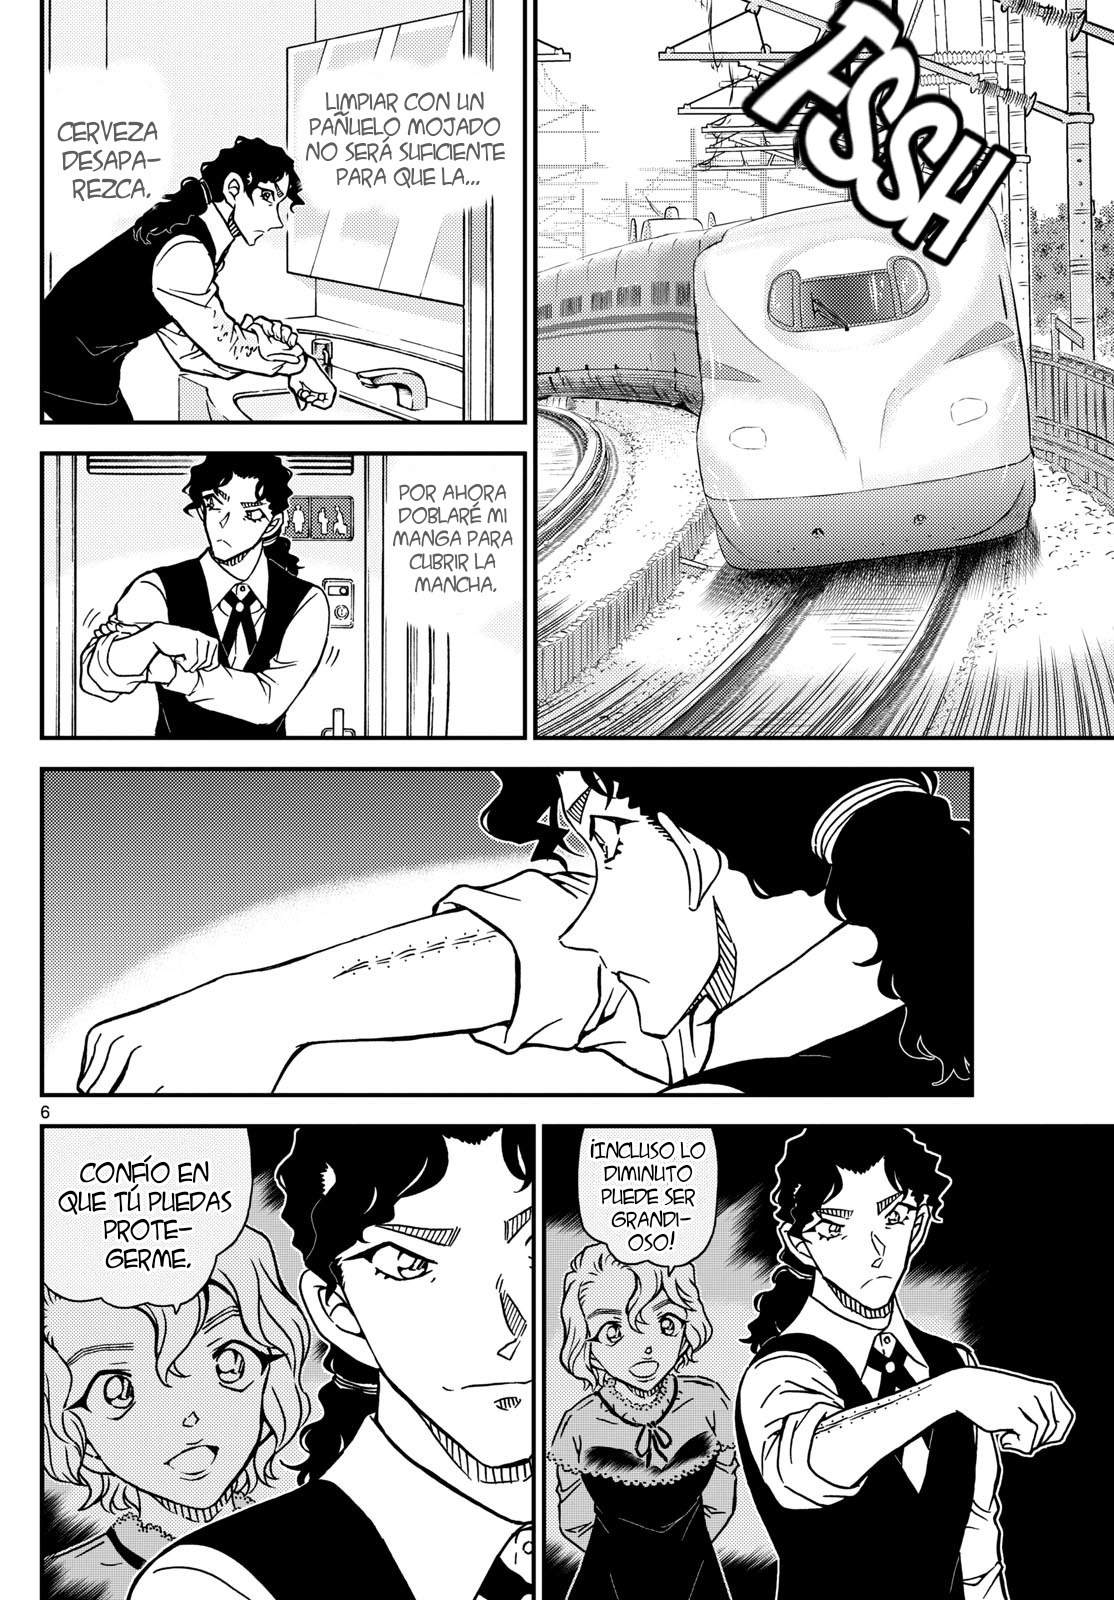 FSSH
LIMPIAR CON UN
PAÑUELO MOJADO
NO SERÁ SUFICIENTE
PARA QUE LA...
CERVEZA
DESAPA-
REZCA.
POR AHORA
DOBLARÉ MI
MANGA PARA
CUBRIR LA
MANCHA.
6
¡INCLUSO LO
DIMINUTO
PUEDE SER
GRANDI-
OSO!
CONFÍO EN
QUE TÚ PUEDAS
PROTE-
GERME.